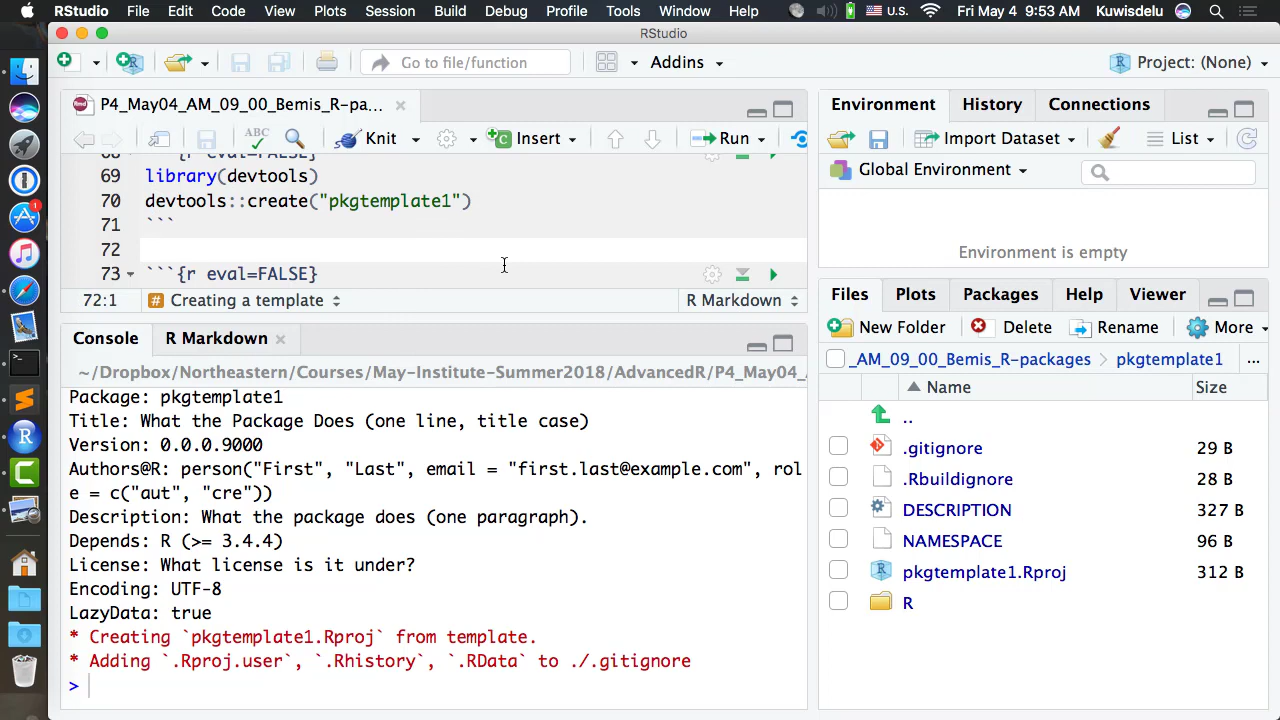 RStudio File Edit Code View Plots Session Debug Profile Tools Window Help U.S. Fri May 4 9:53 AM Kuwisdelu
RStudio
Go to file/function Addins Project: (None)
P4_May04_AM_09_00_Bemis_R-pa...
ABC Knit Insert Run
68 ```{r eval=FALSE}
69 library(devtools)
70 devtools::create("pkgtemplate1")
71 ```
72
73 ```{r eval=FALSE}
72:1 # Creating a template R Markdown
Console R Markdown
~/Dropbox/Northeastern/Courses/May-Institute-Summer2018/AdvancedR/P4_May04_A
Package: pkgtemplate1
Title: What the Package Does (one line, title case)
Version: 0.0.0.9000
Authors@R: person("First", "Last", email = "first.last@example.com", rol
e = c("aut", "cre"))
Description: What the package does (one paragraph).
Depends: R (>= 3.4.4)
License: What license is it under?
Encoding: UTF-8
LazyData: true
* Creating `pkgtemplate1.Rproj` from template.
* Adding `.Rproj.user`, `.Rhistory`, `.RData` to ./.gitignore
>
Environment History Connections
Import Dataset List
Global Environment
Environment is empty
Files Plots Packages Help Viewer
New Folder Delete Rename More
_AM_09_00_Bemis_R-packages > pkgtemplate1 ...
Name Size
..
.gitignore 29 B
.Rbuildignore 28 B
DESCRIPTION 327 B
NAMESPACE 96 B
pkgtemplate1.Rproj 312 B
R